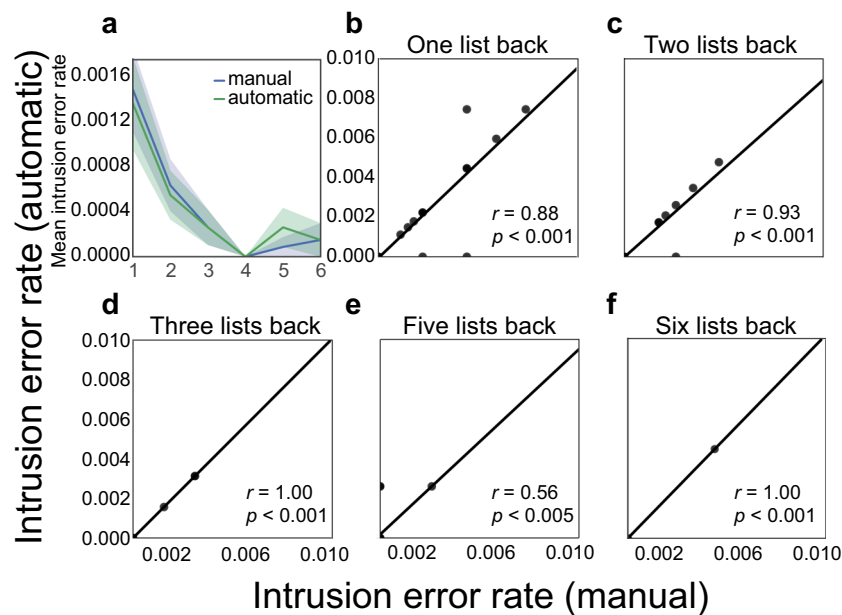 a
Mean intrusion error rate
0.0016
0.0012
0.0008
0.0004
0.0000
1 2 3 4 5 6
manual
automatic
b
One list back
0.010
0.008
0.006
0.004
0.002
0.000
r = 0.88
p < 0.001
c
Two lists back
r = 0.93
p < 0.001
Intrusion error rate (automatic)
d
Three lists back
0.010
0.008
0.006
0.004
0.002
0.000
r = 1.00
p < 0.001
0.002 0.006 0.010
e
Five lists back
r = 0.56
p < 0.005
0.002 0.006 0.010
f
Six lists back
r = 1.00
p < 0.001
0.002 0.006 0.010
Intrusion error rate (manual)